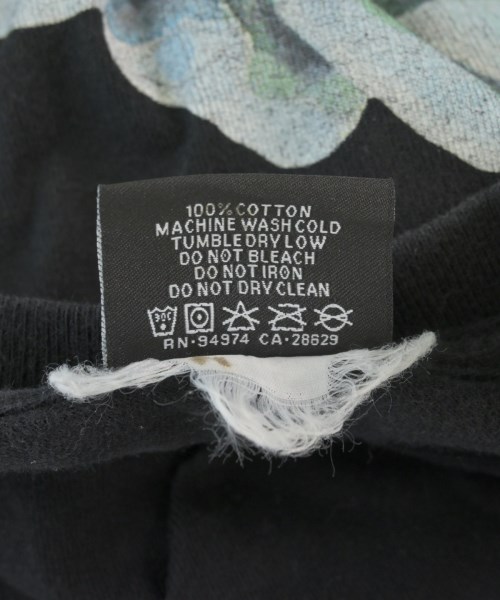 100% COTTON
MACHINE WASH COLD
TUMBLE DRY LOW
DO NOT BLEACH
DO NOT IRON
DO NOT DRY CLEAN
30C
RN·94974 CA·28629